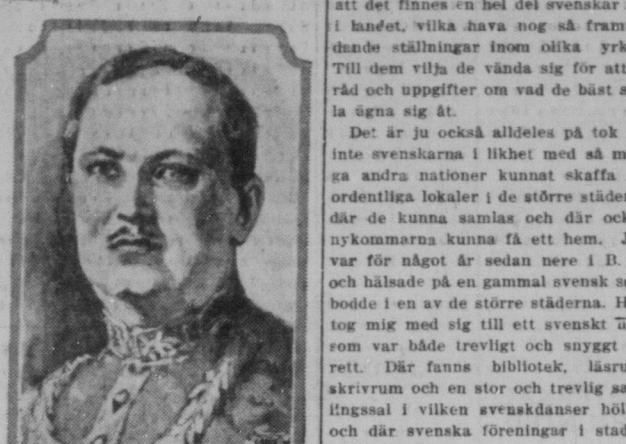 att det finnes en hel del svenskar
i landet, vilka hava nog så fram
dande ställningar inom olika yrk
Till dem vilja de vända sig för att
råd och uppgifter om vad de bäst s
la ägna sig åt.
Det är ju också alldeles på tok
inte svenskarna i likhet med så m
ga andra nationer kunnat skaffa
ordentliga lokaler i de större städe
där de kunna samlas och där ock
nykommarna kunna få ett hem. J
var för något år sedan nere i B.
och hälsade på en gammal svensk s
bodde i en av de större städerna. H
tog mig med sig till ett svenskt u
som var både trevligt och snyggt
rett. Där fanns bibliotek, läsru
skrivrum och en stor och trevlig sa
lingssal i vilken svenskdanser höl
och där svenska föreningar i stad